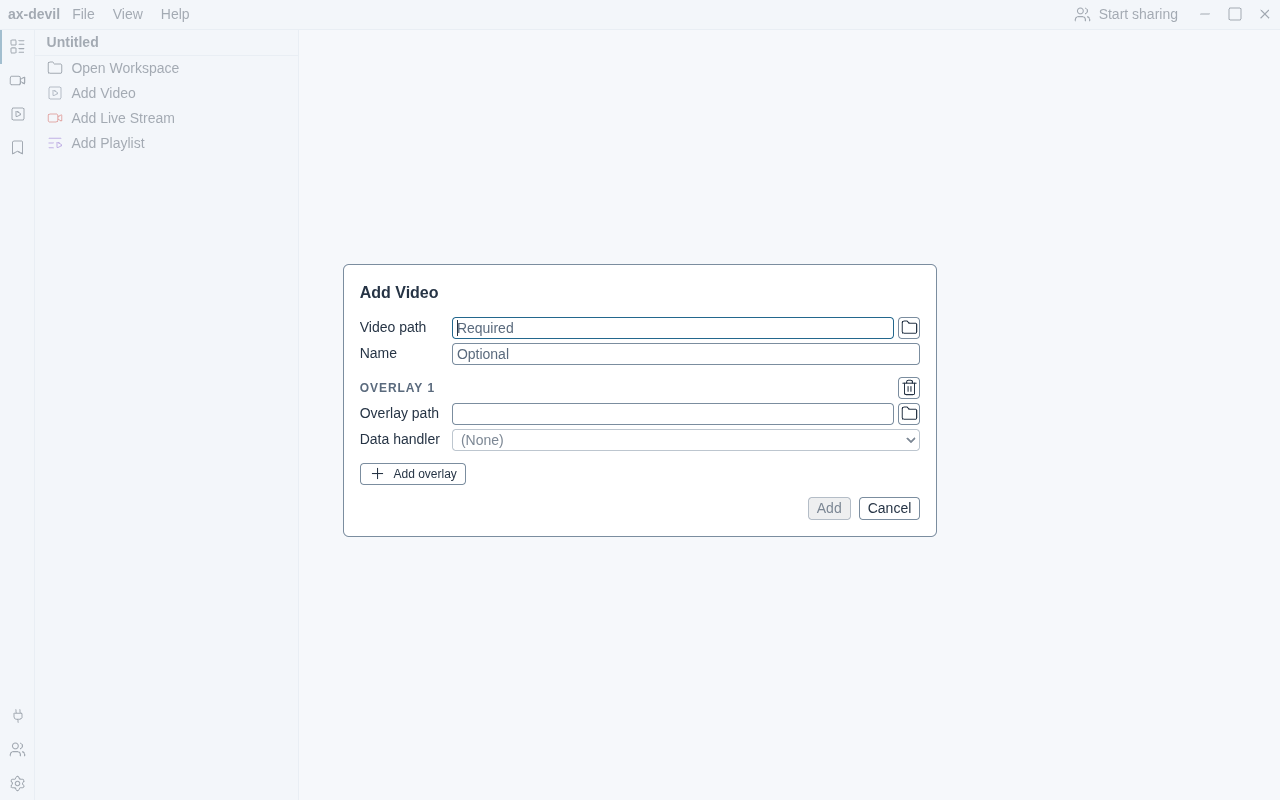 ax-devil File View Help Start sharing
Untitled
Open Workspace
Add Video
Add Live Stream
Add Playlist
Add Video
Video path Required
Name Optional
OVERLAY 1
Overlay path
Data handler (None)
Add overlay
Add Cancel